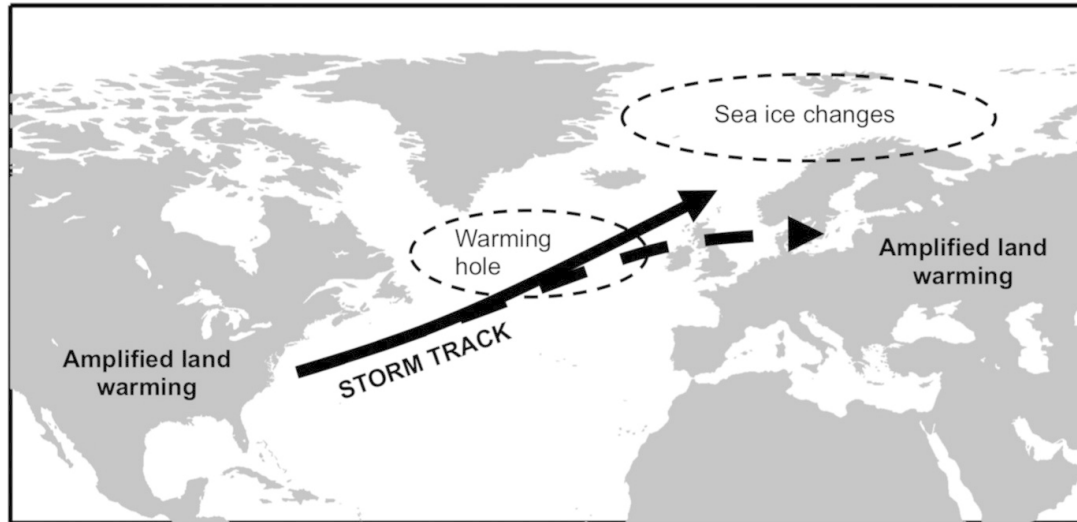 Sea ice changes
Warming
hole
Amplified land
warming
STORM TRACK
Amplified land
warming